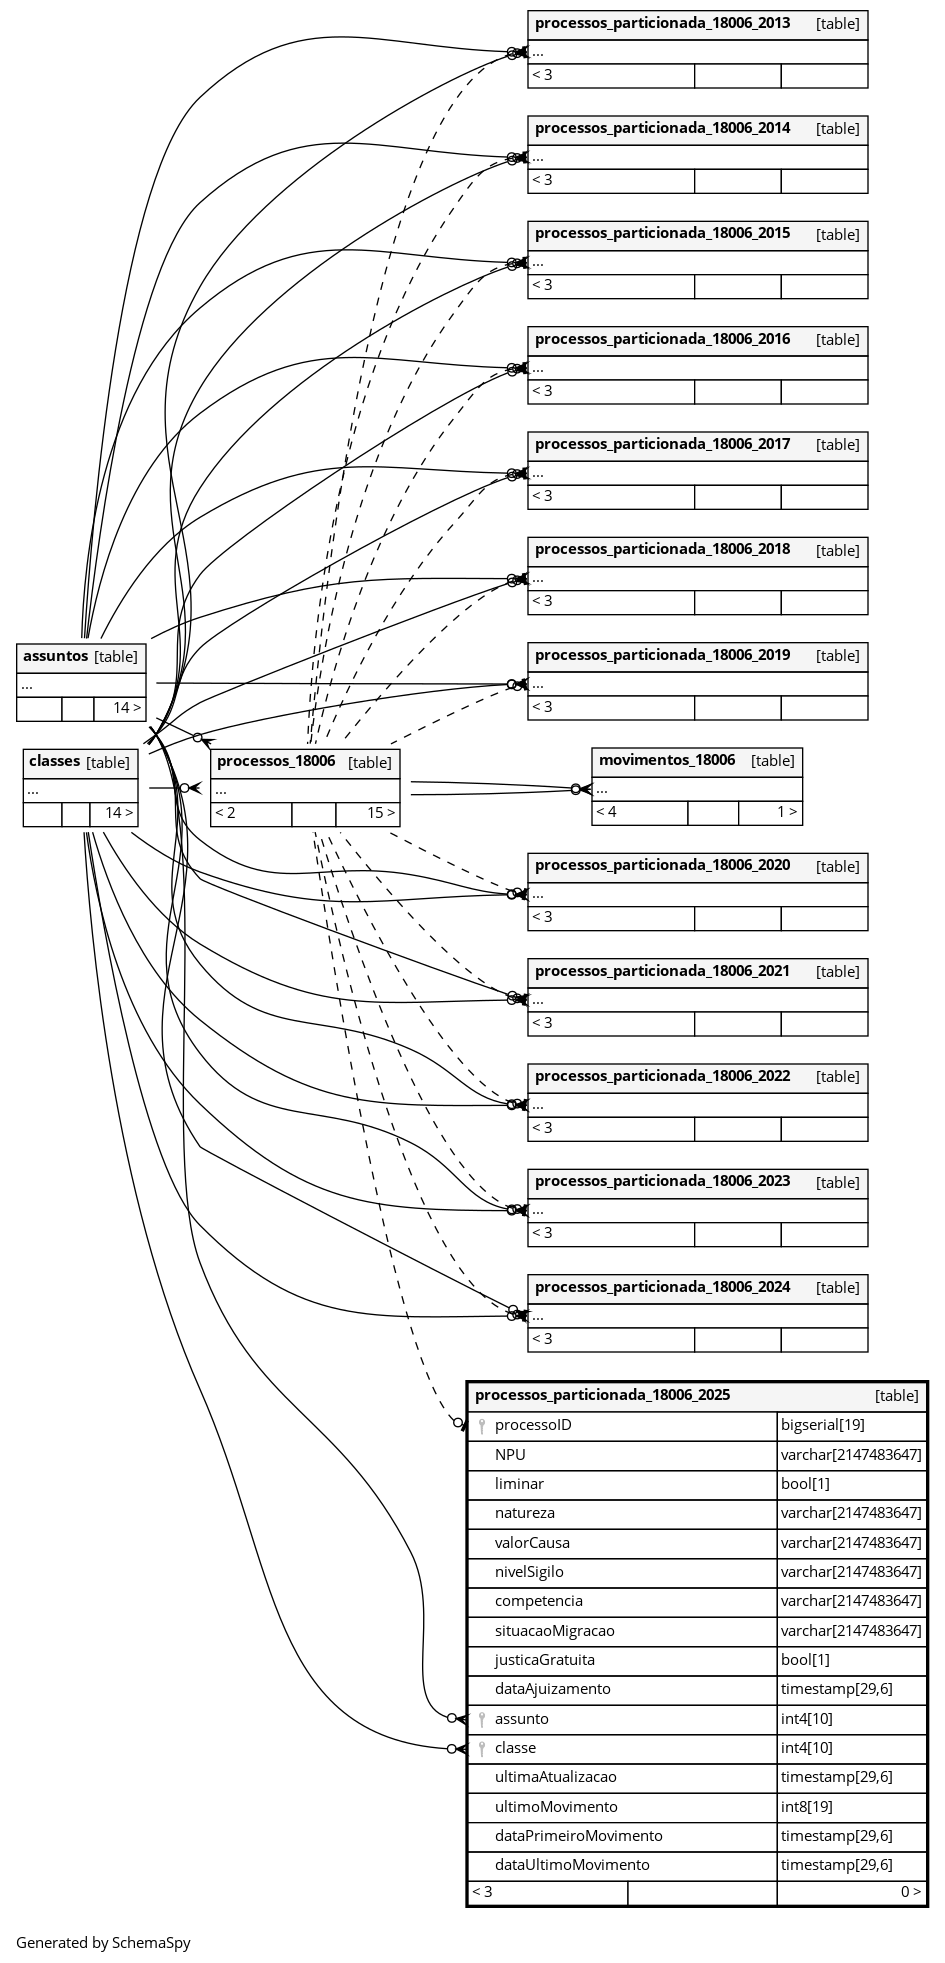 processos_particionada_18006_2013 [table]
...
< 3
processos_particionada_18006_2014 [table]
...
< 3
processos_particionada_18006_2015 [table]
...
< 3
processos_particionada_18006_2016 [table]
...
< 3
processos_particionada_18006_2017 [table]
...
< 3
processos_particionada_18006_2018 [table]
...
< 3
assuntos [table]
...
14 >
processos_particionada_18006_2019 [table]
...
< 3
classes [table]
...
14 >
processos_18006 [table]
...
< 2 15 >
movimentos_18006 [table]
...
< 4 1 >
processos_particionada_18006_2020 [table]
...
< 3
processos_particionada_18006_2021 [table]
...
< 3
processos_particionada_18006_2022 [table]
...
< 3
processos_particionada_18006_2023 [table]
...
< 3
processos_particionada_18006_2024 [table]
...
< 3
processos_particionada_18006_2025 [table]
processoID bigserial[19]
NPU varchar[2147483647]
liminar bool[1]
natureza varchar[2147483647]
valorCausa varchar[2147483647]
nivelSigilo varchar[2147483647]
competencia varchar[2147483647]
situacaoMigracao varchar[2147483647]
justicaGratuita bool[1]
dataAjuizamento timestamp[29,6]
assunto int4[10]
classe int4[10]
ultimaAtualizacao timestamp[29,6]
ultimoMovimento int8[19]
dataPrimeiroMovimento timestamp[29,6]
dataUltimoMovimento timestamp[29,6]
< 3 0 >
Generated by SchemaSpy